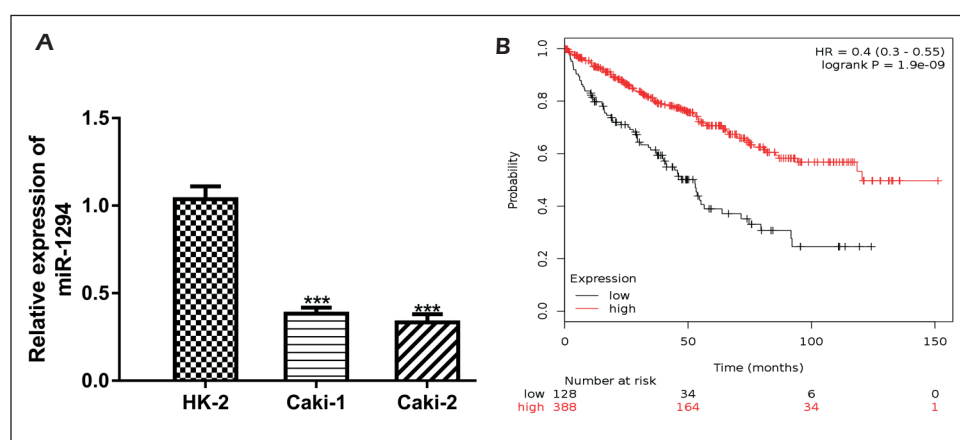 A
Relative expression of
miR-1294
1.5
1.0
0.5
0.0
***
***
HK-2
Caki-1
Caki-2
B
HR = 0.4 (0.3 - 0.55)
logrank P = 1.9e-09
Probability
1.0
0.8
0.6
0.4
0.2
0.0
Expression
low
high
0
50
100
150
Time (months)
Number at risk
low 128 34 6 0
high 388 164 34 1